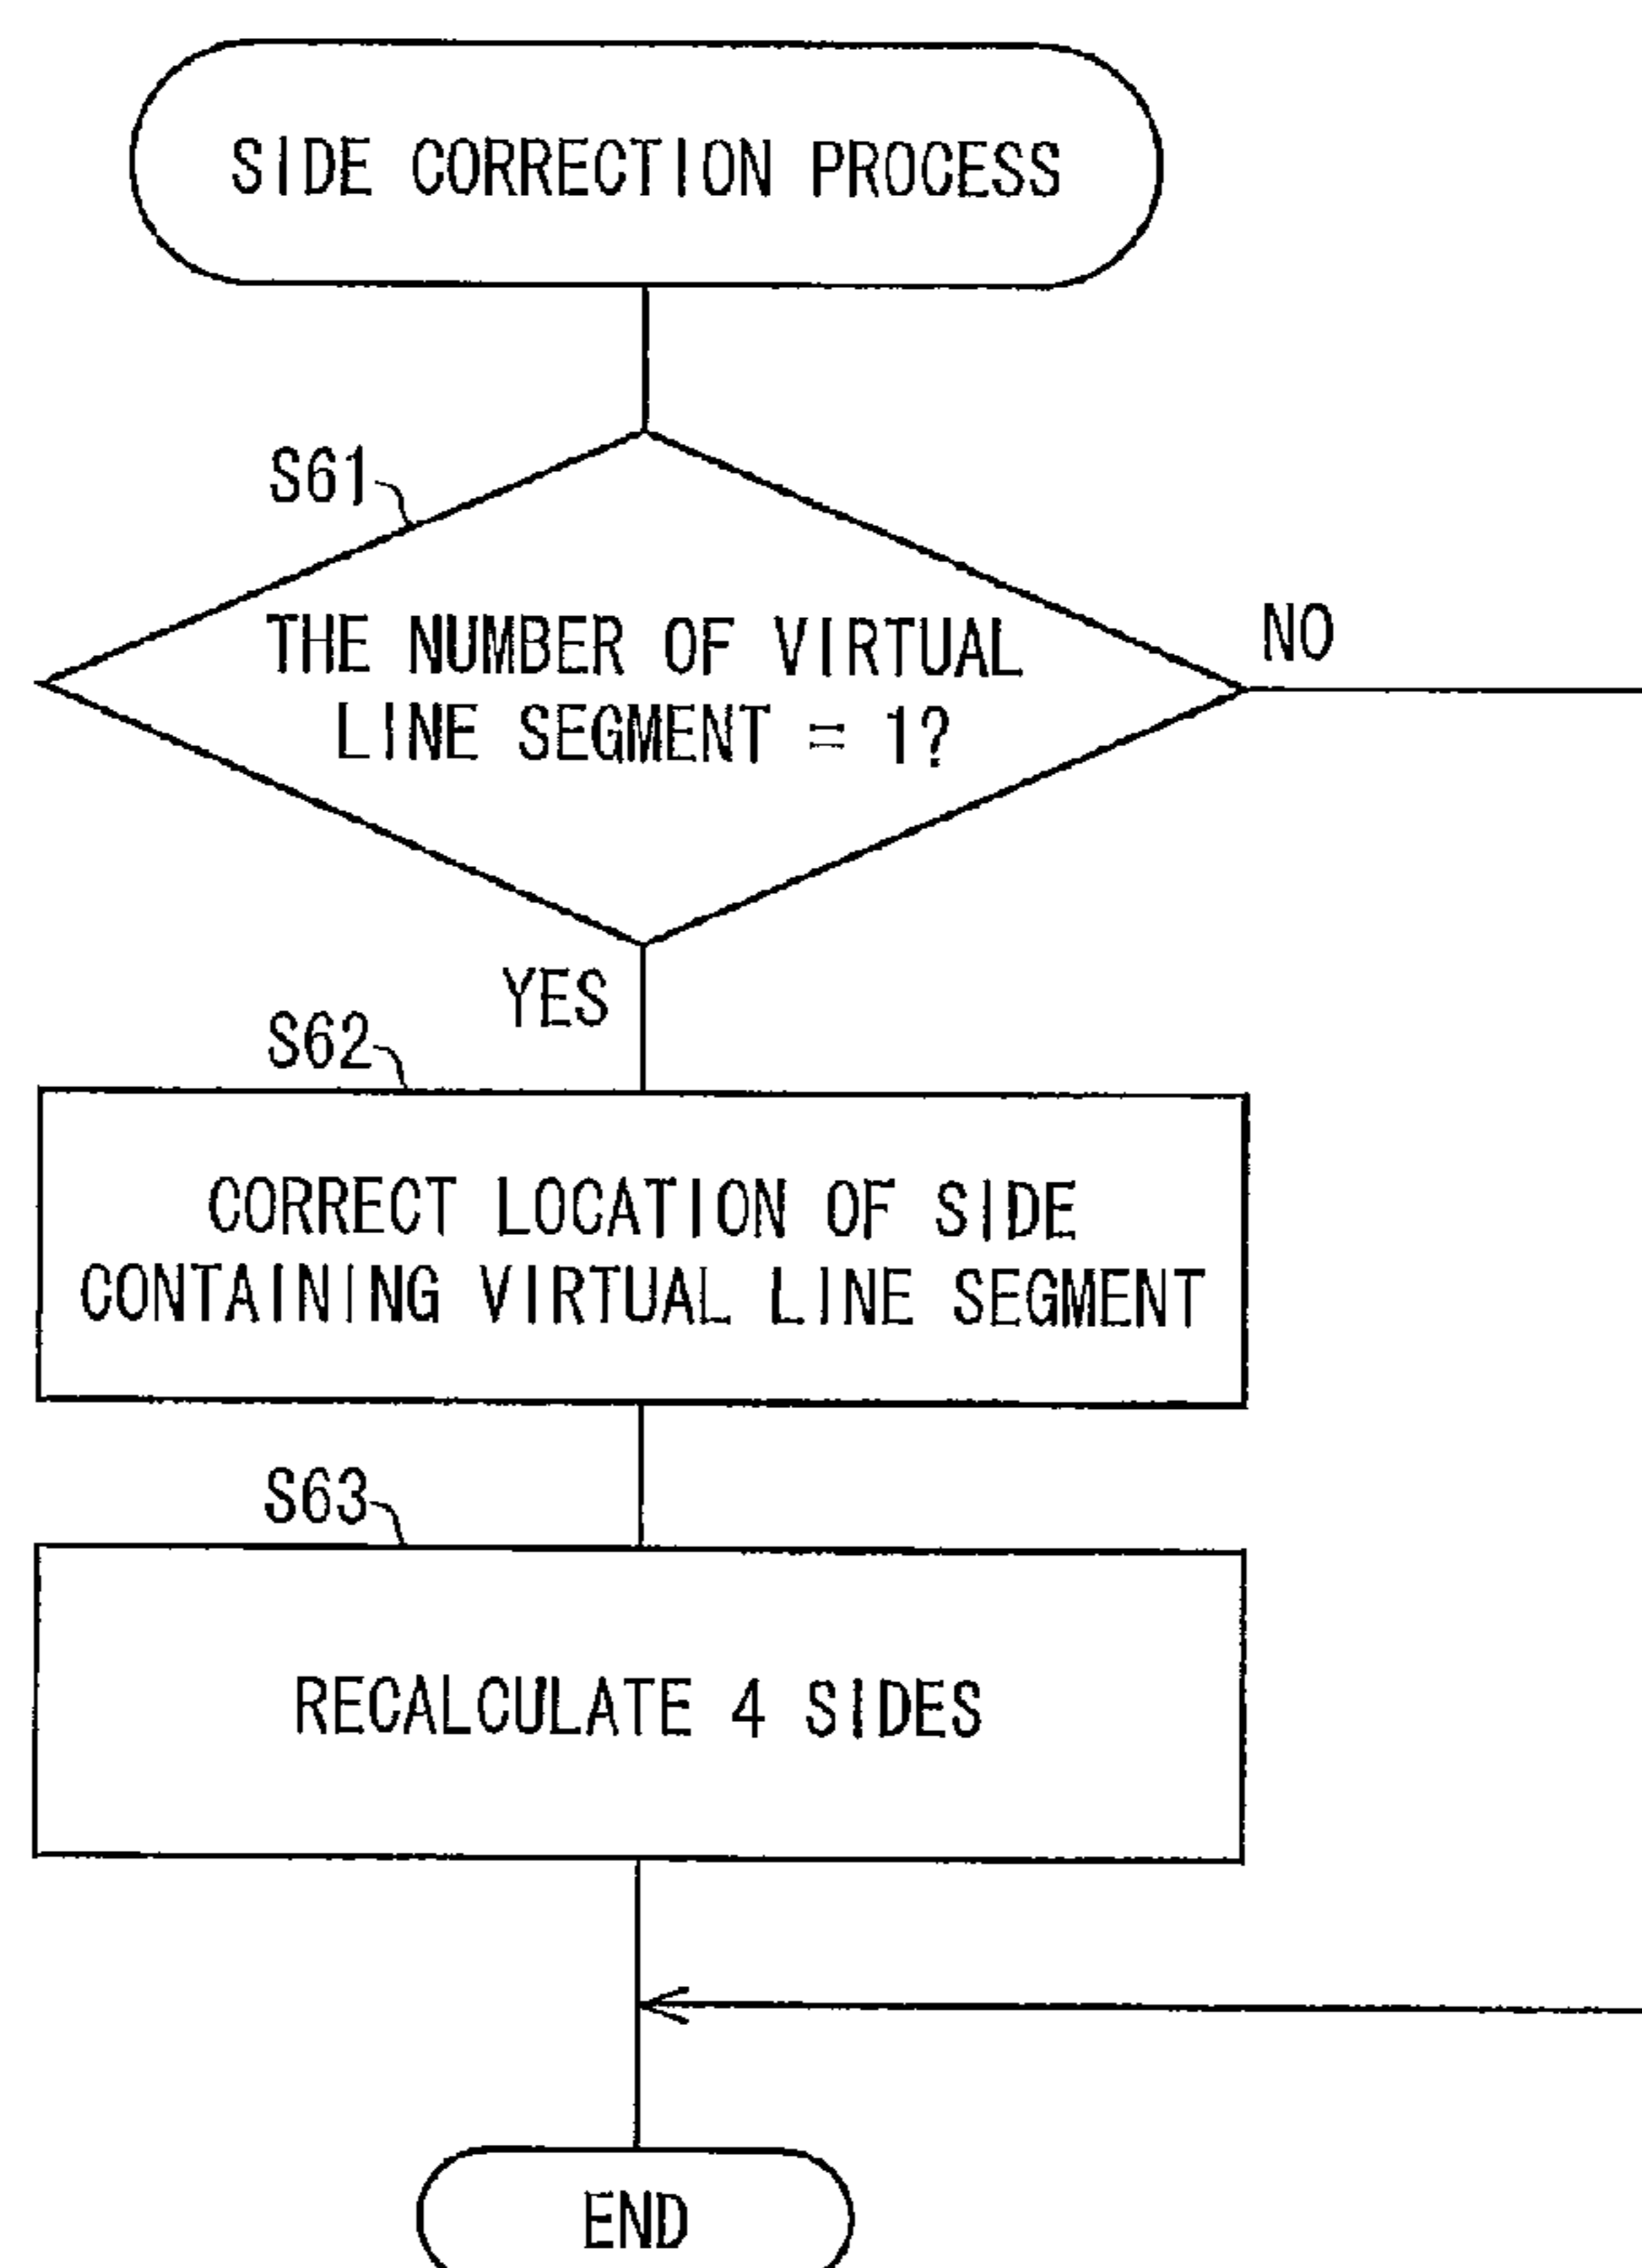 SIDE CORRECTION PROCESS
S61
THE NUMBER OF VIRTUAL
LINE SEGMENT = 1?
NO
YES
S62
CORRECT LOCATION OF SIDE
CONTAINING VIRTUAL LINE SEGMENT
S63
RECALCULATE 4 SIDES
END